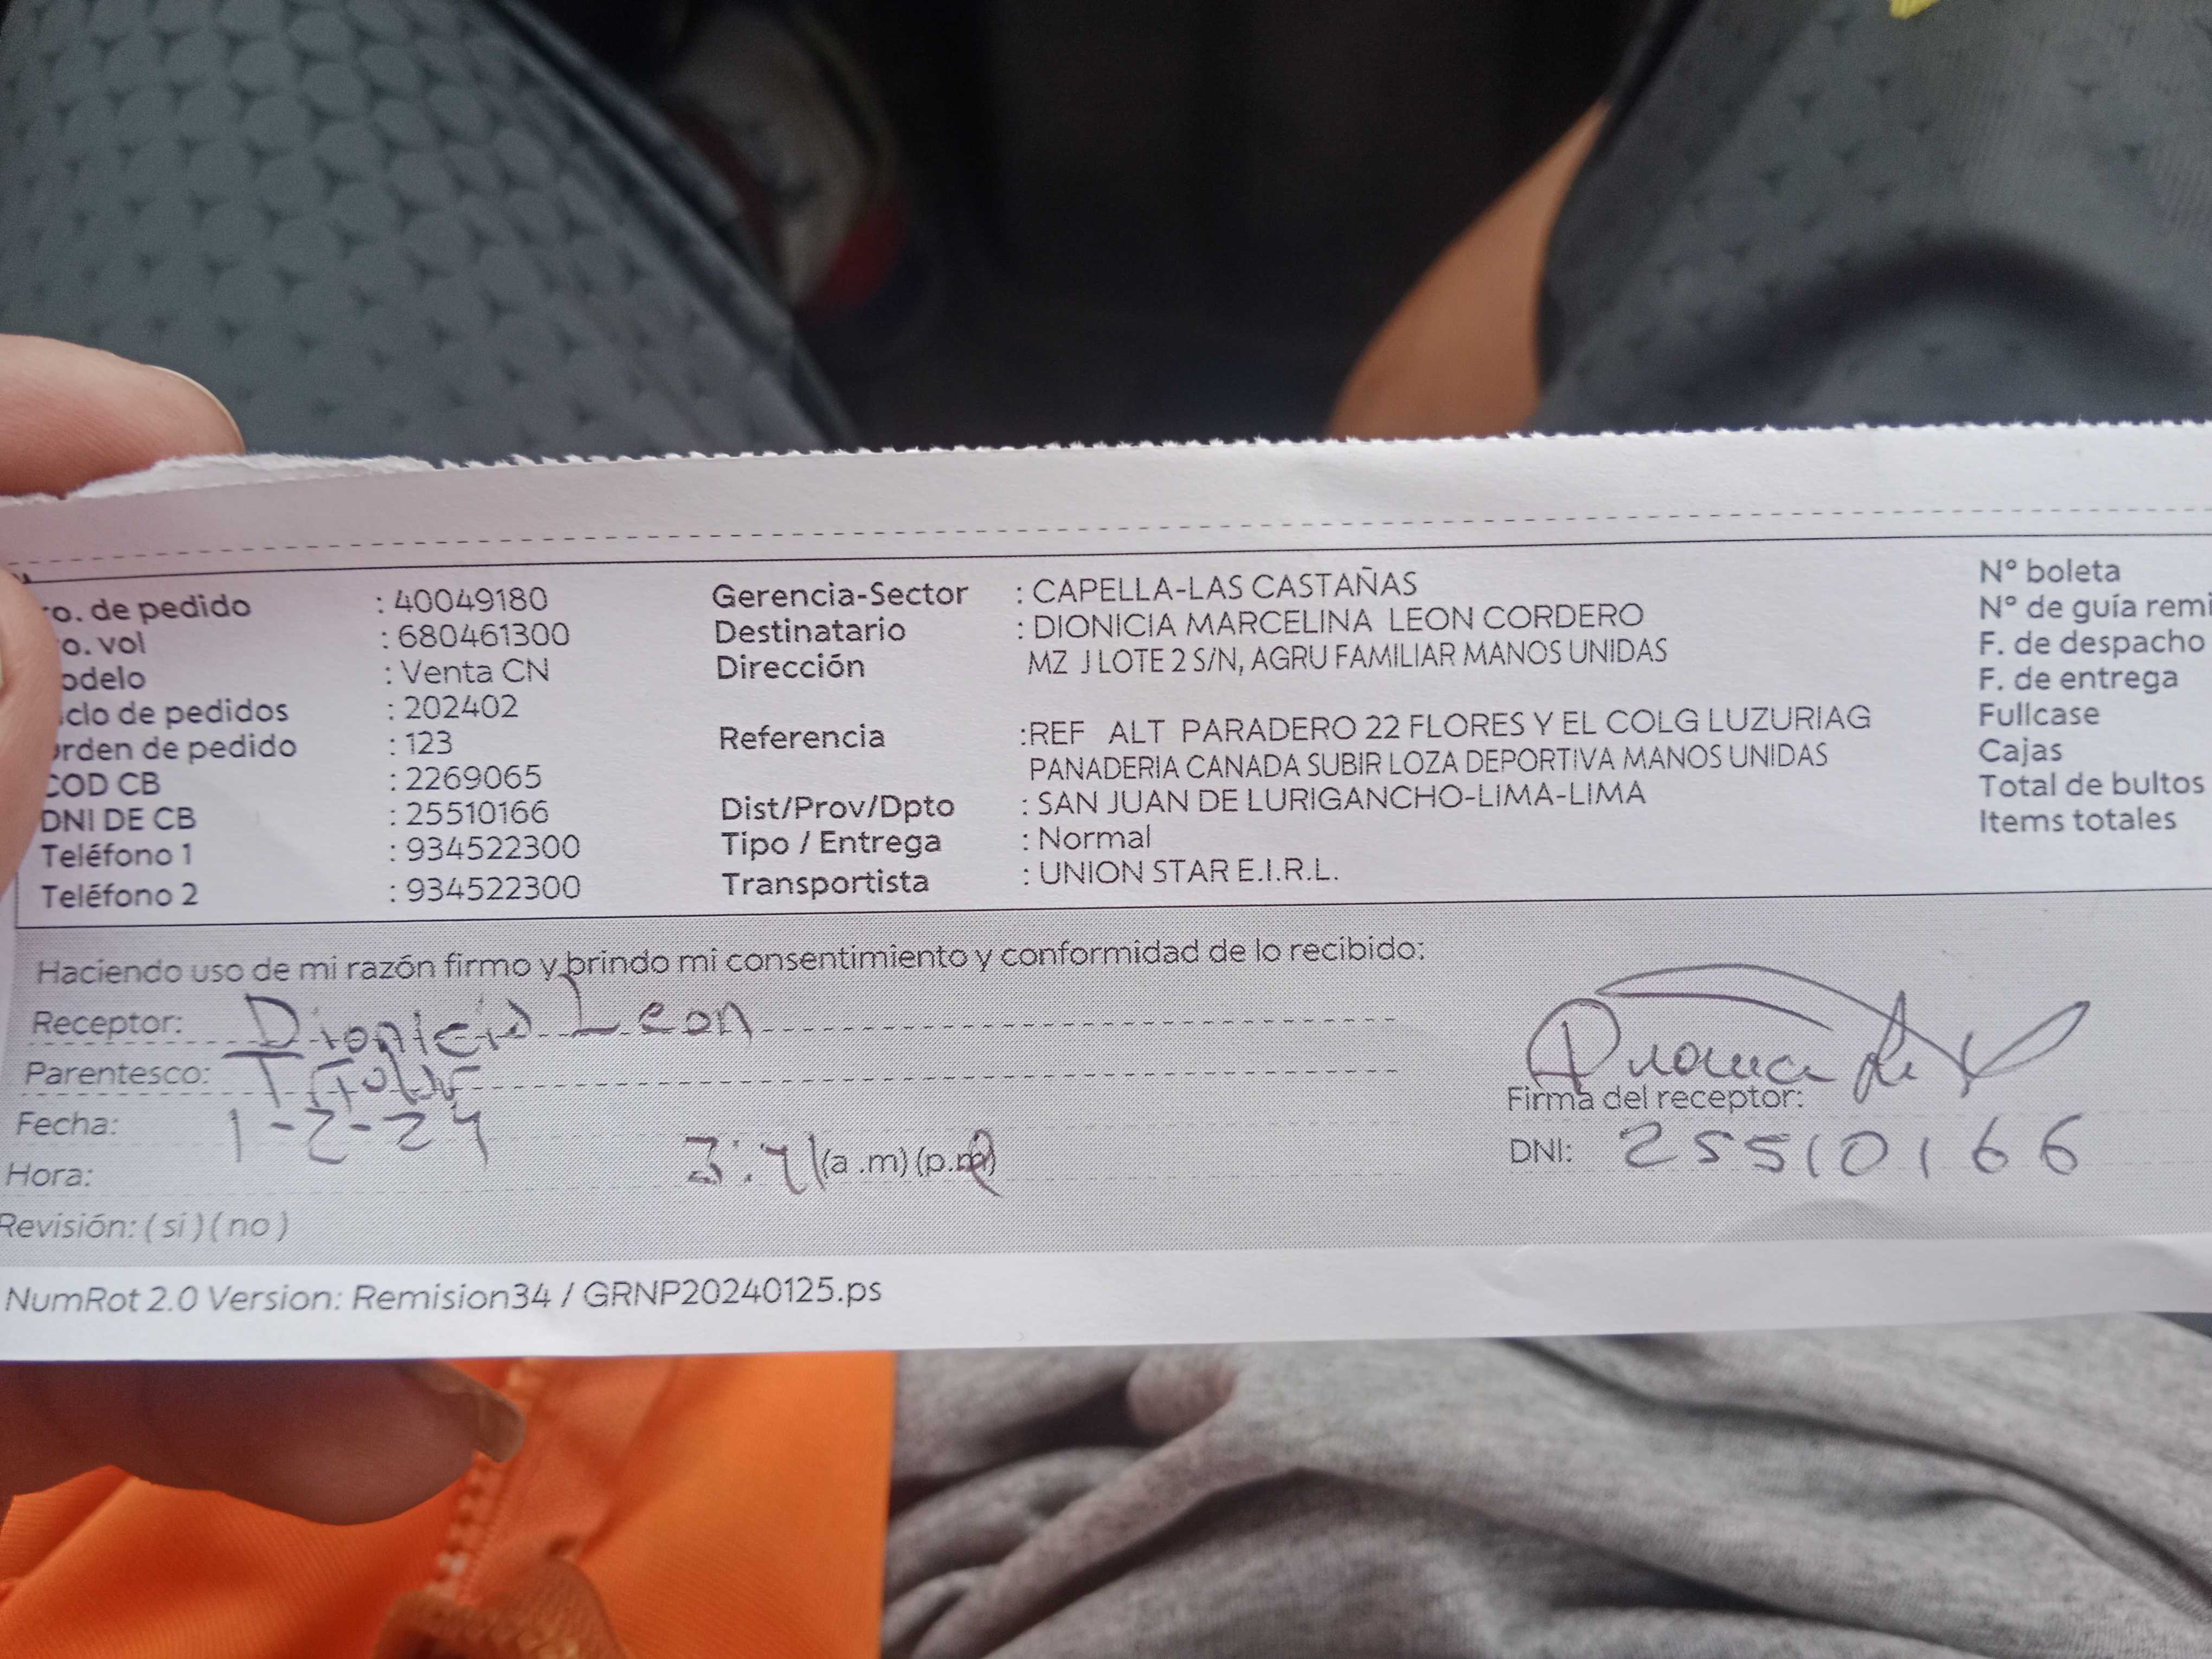 ro. de pedido : 40049180 Gerencia-Sector : CAPELLA-LAS CASTAÑAS N° boleta
ro. vol : 680461300 Destinatario : DIONICIA MARCELINA LEON CORDERO N° de guía remi
odelo : Venta CN Dirección MZ J LOTE 2 S/N, AGRU FAMILIAR MANOS UNIDAS F. de despacho
iclo de pedidos : 202402 F. de entrega
orden de pedido : 123 Referencia :REF ALT PARADERO 22 FLORES Y EL COLG LUZURIAG Fullcase
COD CB : 2269065 PANADERIA CANADA SUBIR LOZA DEPORTIVA MANOS UNIDAS Cajas
DNI DE CB : 25510166 Dist/Prov/Dpto : SAN JUAN DE LURIGANCHO-LIMA-LIMA Total de bultos
Teléfono 1 : 934522300 Tipo / Entrega : Normal Items totales
Teléfono 2 : 934522300 Transportista : UNION STAR E.I.R.L.
Haciendo uso de mi razón firmo y brindo mi consentimiento y conformidad de lo recibido:
Receptor: Dionicia Leon
Parentesco:
Fecha: 1-2-24 Firma del receptor:
Hora: 3:41 (a .m) (p.m) DNI: 25510166
Revisión: ( si ) ( no )
NumRot 2.0 Version: Remision34 / GRNP20240125.ps